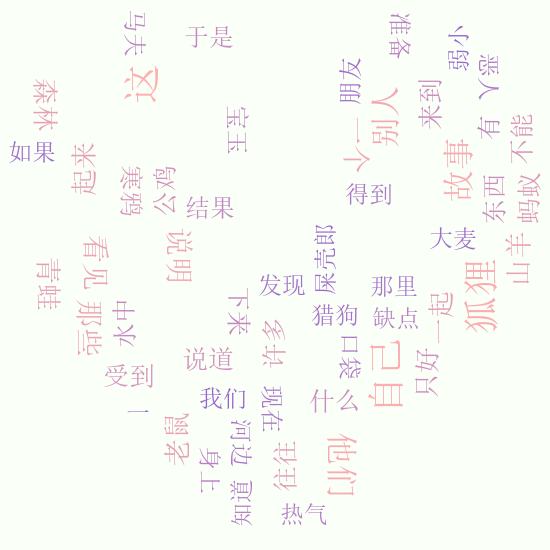 马夫
于是
准备
弱小
这
朋友
恶人
森林
别人
来到
有
不能
宝玉
如果
起来
一个
故事
寒鸦
公鸡
得到
东西
蚂蚁
结果
大麦
说明
屎壳郎
山羊
看见
青蛙
发现
那里
狐狸
那些
水中
下来
猎狗
缺点
一起
许多
说道
口袋
自己
只好
受到
我们
现在
什么
一
老鼠
河边
身上
往往
他们
知道
热气